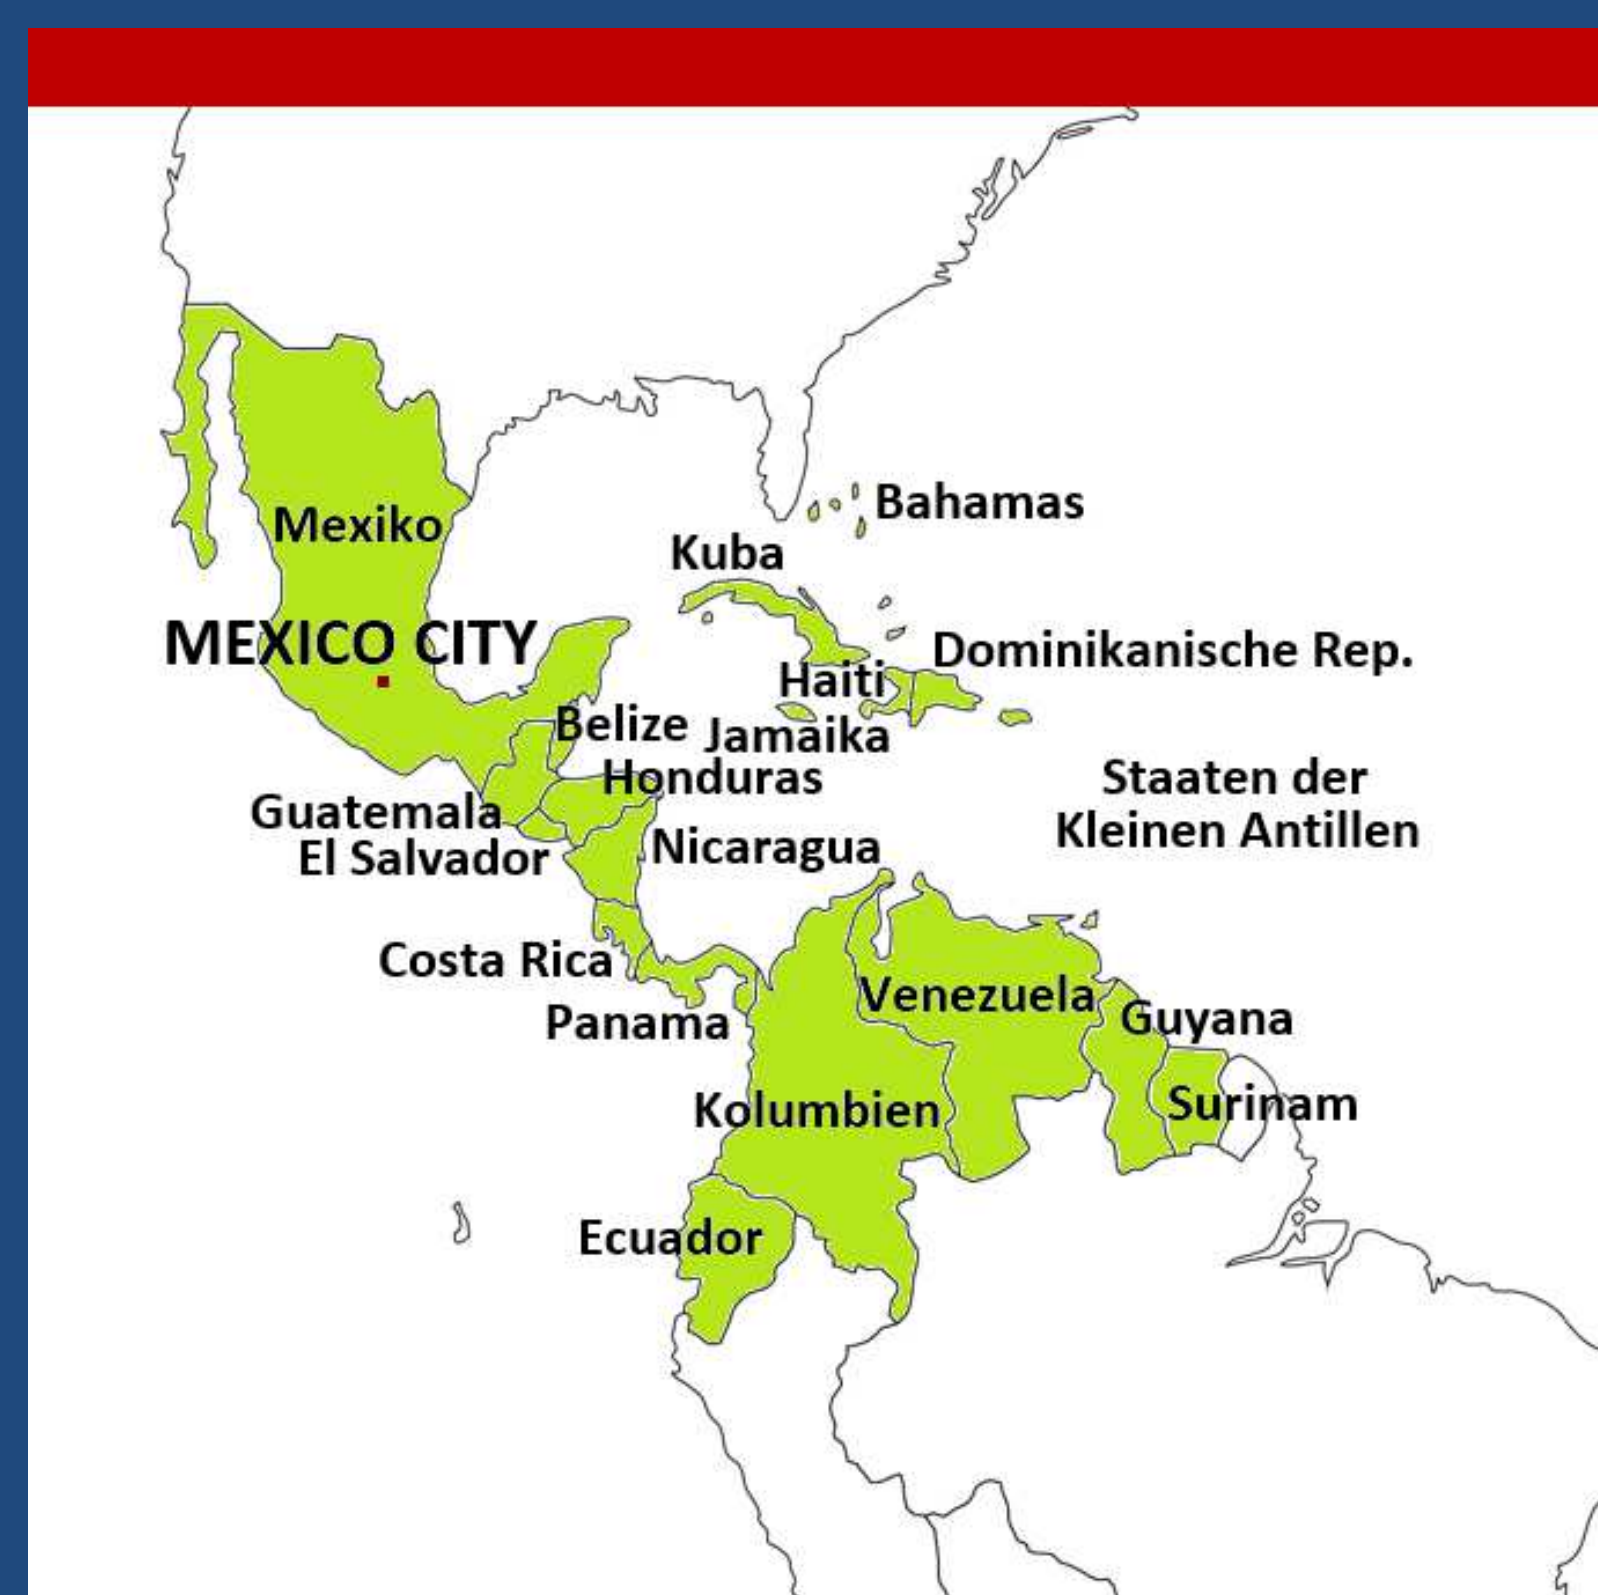 Bahamas
Mexiko
Kuba
MEXICO CITY
Dominikanische Rep.
Haiti
Belize
Jamaika
Honduras
Staaten der
Kleinen Antillen
Guatemala
El Salvador
Nicaragua
Costa Rica
Venezuela
Guyana
Panama
Kolumbien
Surinam
Ecuador